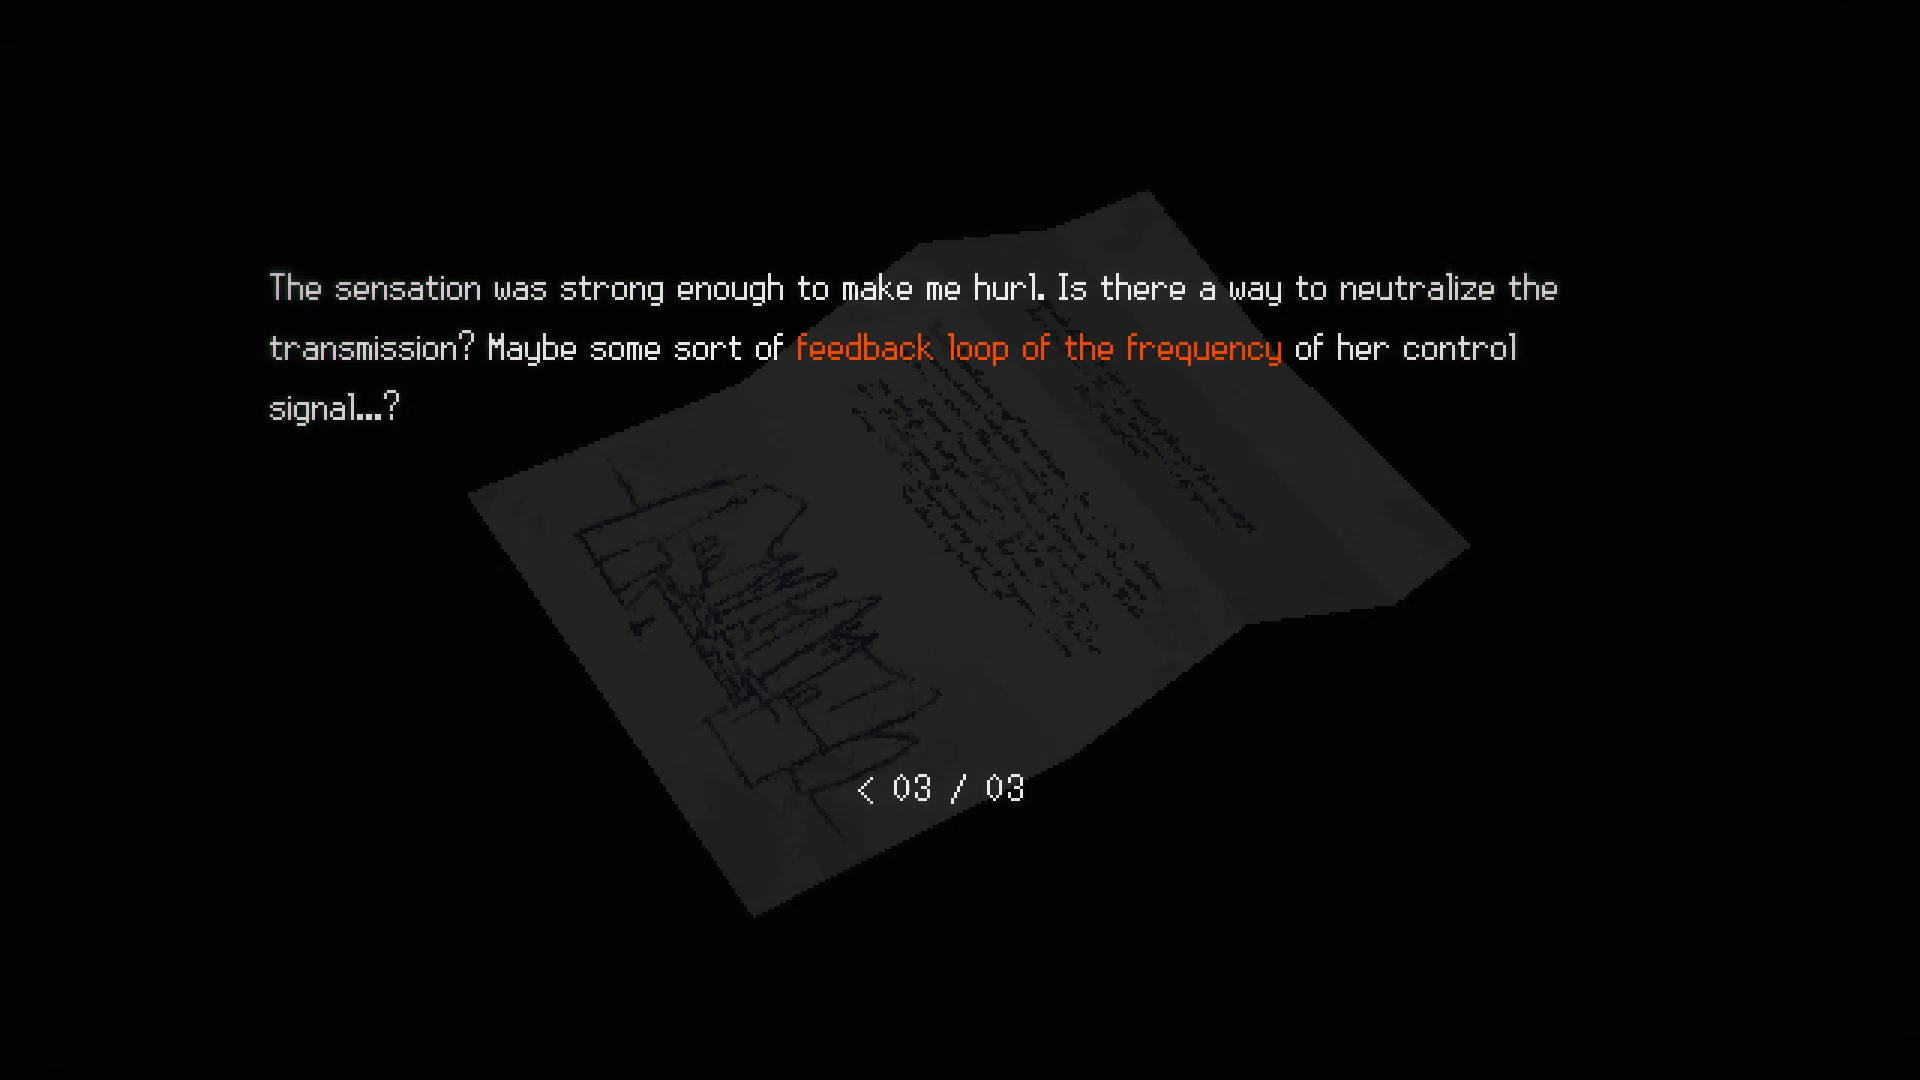 The sensation was strong enough to make me hurl. Is there a way to neutralize the
transmission? Maybe some sort of feedback loop of the frequency of her control
signal...?
< 03 / 03